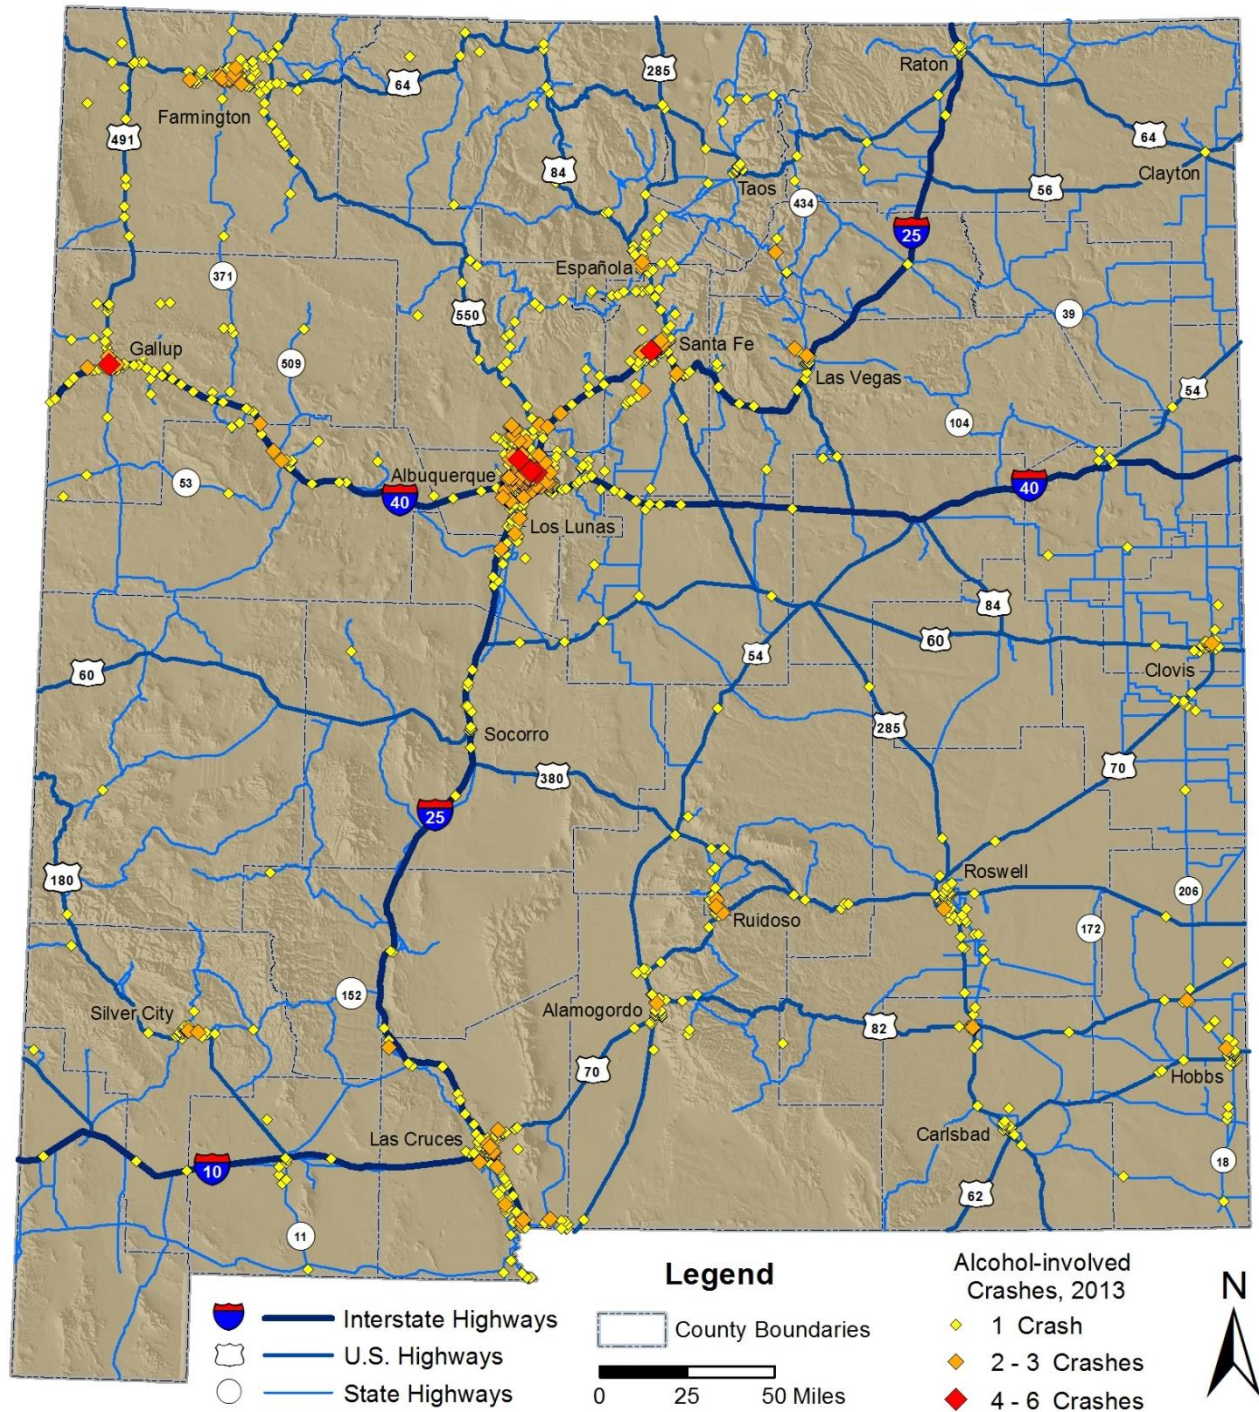 285
Raton
64
Farmington
491
64
Clayton
84
56
Taos
434
25
Española
371
550
39
Gallup
Santa Fe
509
Las Vegas
54
104
Albuquerque
53
40
40
Los Lunas
84
60
54
60
Clovis
285
Socorro
70
380
25
Roswell
180
206
Ruidoso
172
152
Silver City
Alamogordo
82
70
Hobbs
Las Cruces
Carlsbad
10
18
62
11
Legend
Interstate Highways
U.S. Highways
State Highways
County Boundaries
0 25 50 Miles
Alcohol-involved
Crashes, 2013
1 Crash
2 - 3 Crashes
4 - 6 Crashes
N